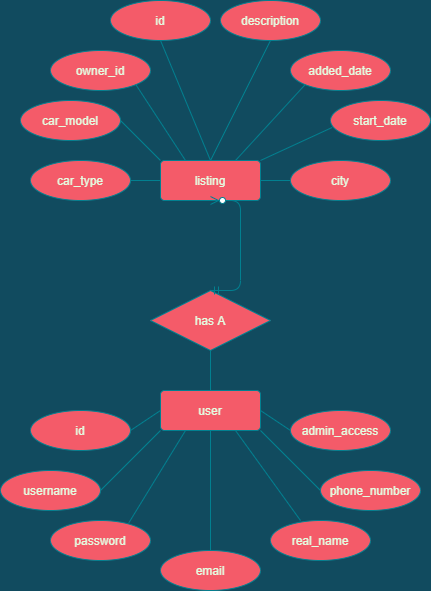 id
description
owner_id
added_date
car_model
start_date
car_type
listing
city
has A
user
id
admin_access
username
phone_number
password
real_name
email